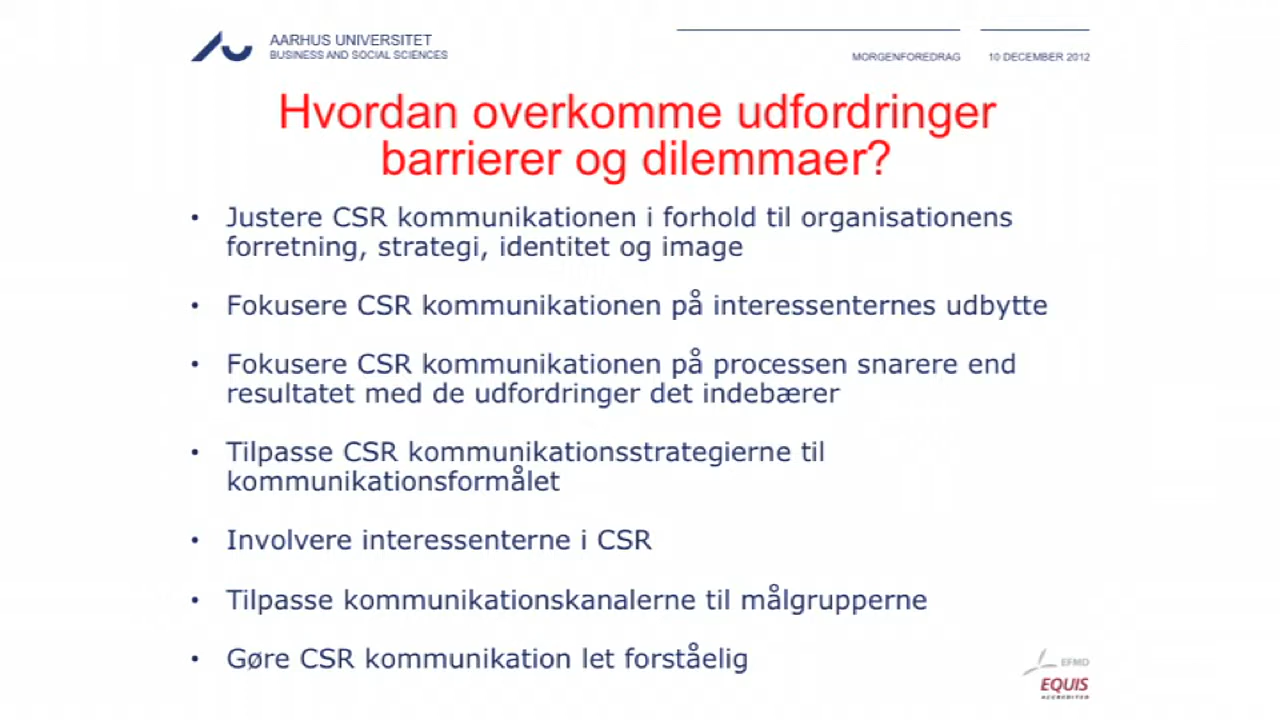 AARHUS UNIVERSITET
BUSINESS AND SOCIAL SCIENCES
MORGENFOREDRAG
10 DECEMBER 2012
Hvordan overkomme udfordringer
barrierer og dilemmaer?
• Justere CSR kommunikationen i forhold til organisationens
forretning, strategi, identitet og image
• Fokusere CSR kommunikationen på interessenternes udbytte
• Fokusere CSR kommunikationen på processen snarere end
resultatet med de udfordringer det indebærer
• Tilpasse CSR kommunikationsstrategierne til
kommunikationsformålet
• Involvere interessenterne i CSR
• Tilpasse kommunikationskanalerne til målgrupperne
• Gøre CSR kommunikation let forståelig
EFMD
EQUIS
ACCREDITED